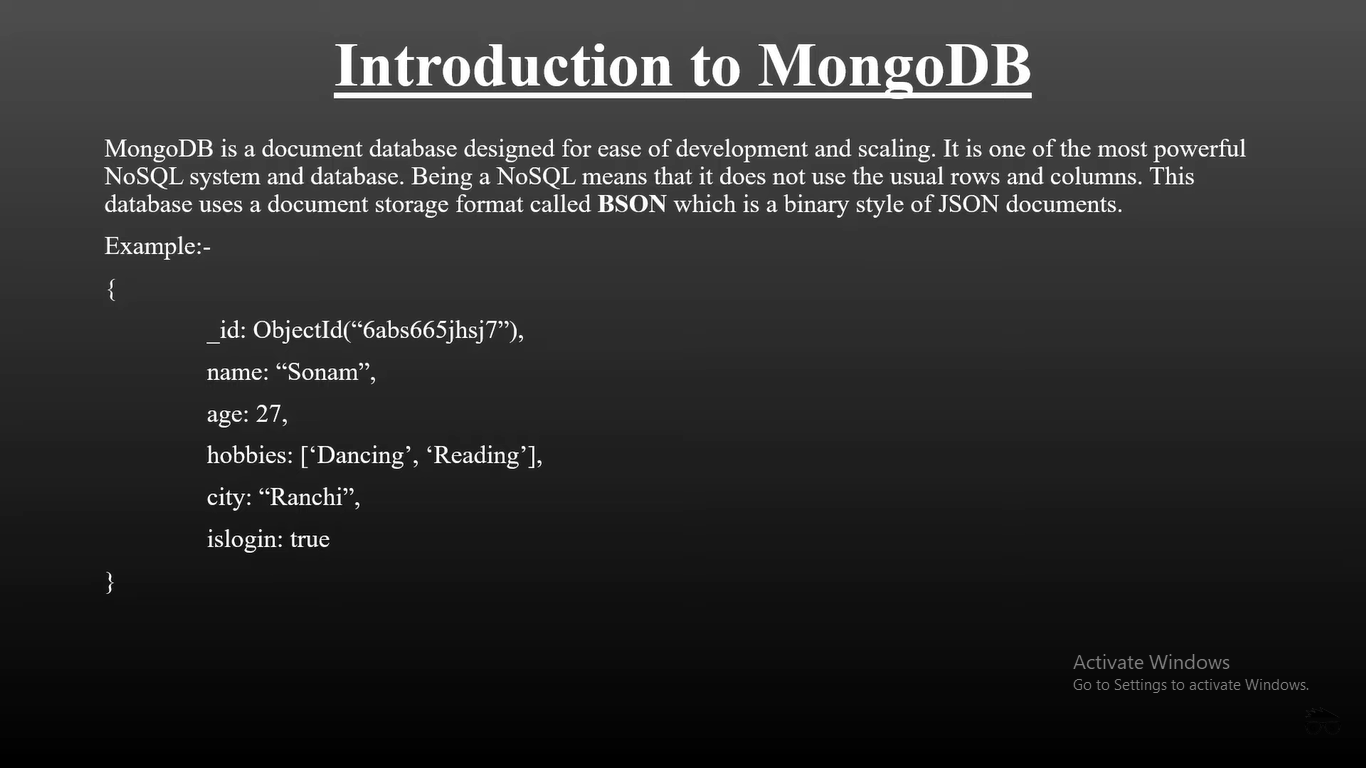 Introduction to MongoDB
MongoDB is a document database designed for ease of development and scaling. It is one of the most powerful
NoSQL system and database. Being a NoSQL means that it does not use the usual rows and columns. This
database uses a document storage format called BSON which is a binary style of JSON documents.
Example:-
{
_id: ObjectId(“6abs665jhsj7”),
name: “Sonam”,
age: 27,
hobbies: [‘Dancing’, ‘Reading’],
city: “Ranchi”,
islogin: true
}
Activate Windows
Go to Settings to activate Windows.